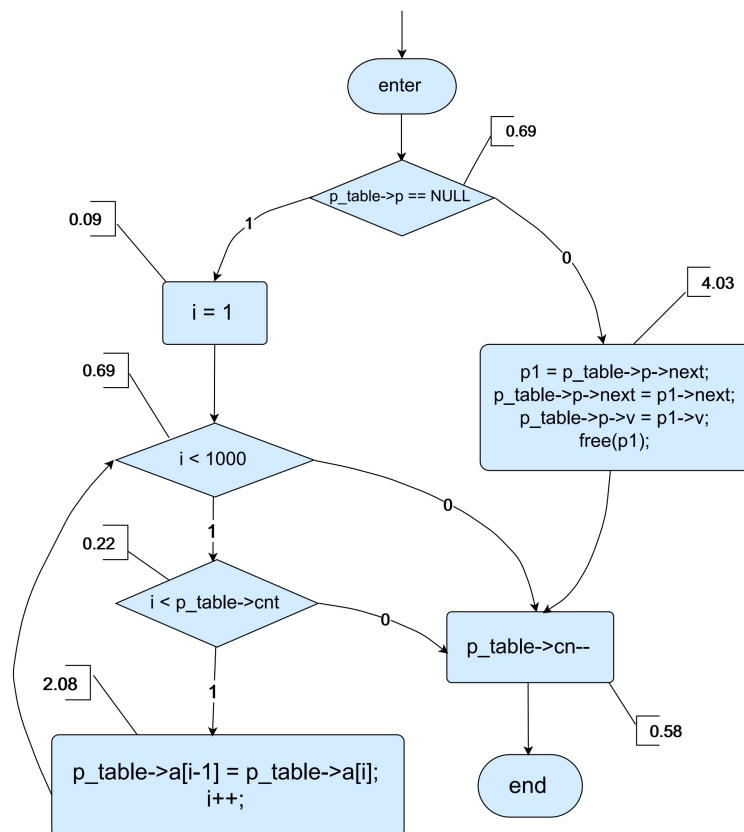 enter
0.69
p_table->p == NULL
1
0
0.09
4.03
i = 1
p1 = p_table->p->next;
p_table->p->next = p1->next;
p_table->p->v = p1->v;
free(p1);
0.69
i < 1000
0
1
0.22
i < p_table->cnt
0
p_table->cn--
1
2.08
0.58
p_table->a[i-1] = p_table->a[i];
i++;
end